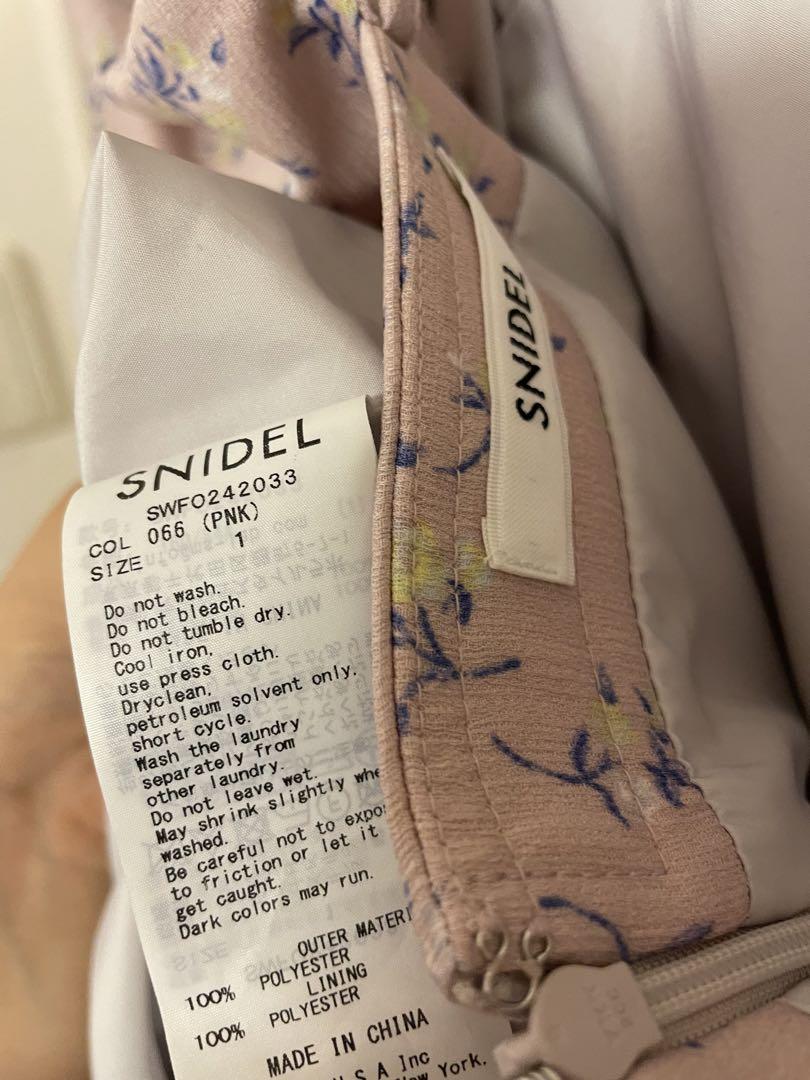 SNIDEL
SNIDEL
SWFO242033
COL 066 (PNK)
SIZE 1
Do not wash.
Do not bleach.
Do not tumble dry.
Cool iron,
use press cloth.
Dryclean,
petroleum solvent only.
short cycle.
Wash the laundry
separately from
other laundry.
Do not leave wet.
May shrink slightly whe
washed.
Be careful not to expo
to friction or let it
get caught.
Dark colors may run.
OUTER MATERI
100% POLYESTER
LINING
100% POLYESTER
MADE IN CHINA
S A Inc
w York.